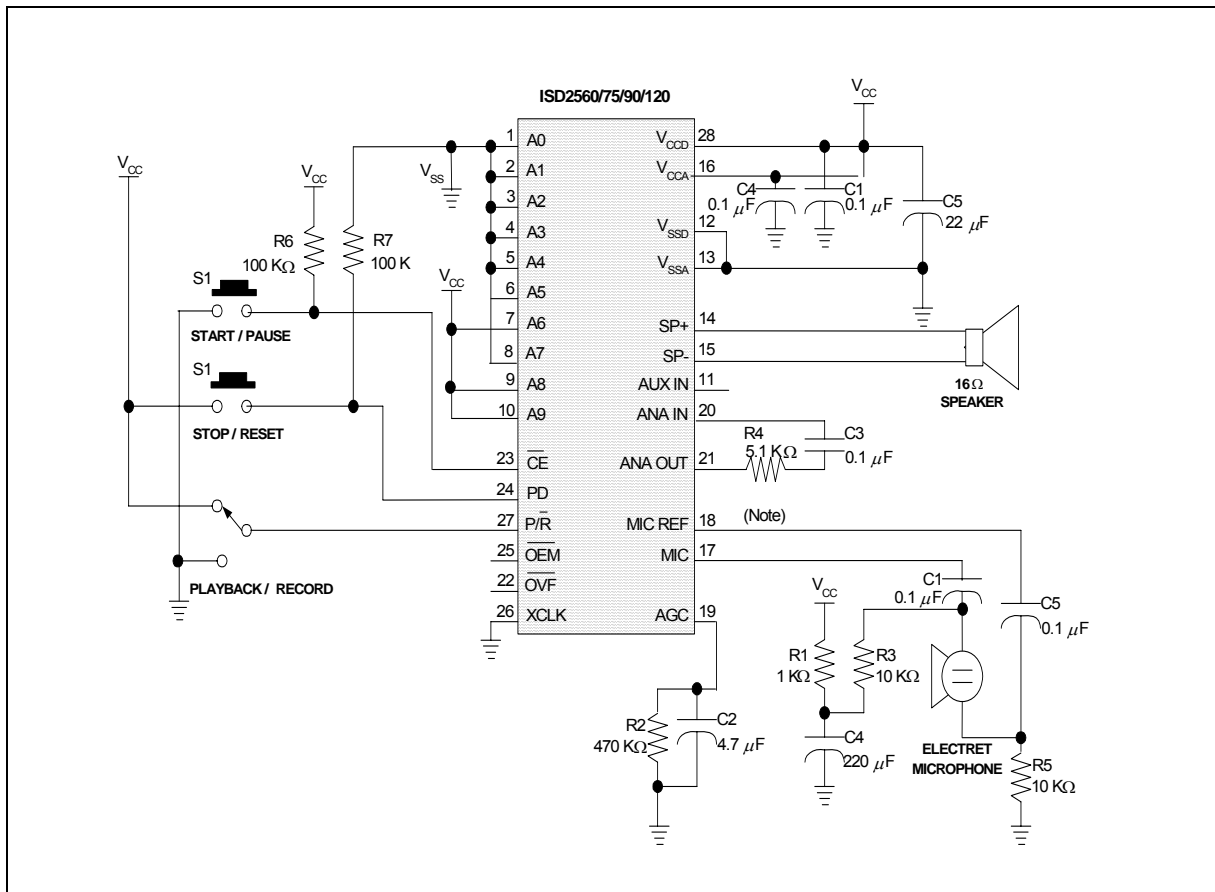 ISD2560/75/90/120
VCC
VCC
VCC
VSS
VCC
R6
100 KΩ
R7
100 K
S1
START / PAUSE
S1
STOP / RESET
PLAYBACK / RECORD
1 A0
2 A1
3 A2
4 A3
5 A4
6 A5
7 A6
8 A7
9 A8
10 A9
23 CE
24 PD
27 P/R
25 OEM
22 OVF
26 XCLK
VCCD 28
VCCA 16
VSSD 12
VSSA 13
SP+ 14
SP- 15
AUX IN 11
ANA IN 20
ANA OUT 21
MIC REF 18
MIC 17
AGC 19
C4
0.1 µF
C1
0.1 µF
C5
22 µF
16Ω
SPEAKER
R4
5.1 KΩ
C3
0.1 µF
(Note)
VCC
C1
0.1 µF
C5
0.1 µF
R1
1 KΩ
R3
10 KΩ
R2
470 KΩ
C2
4.7 µF
C4
220 µF
ELECTRET
MICROPHONE
R5
10 KΩ